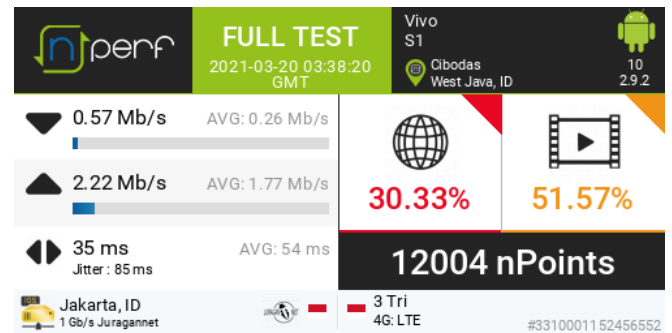 nperf
FULL TEST
2021-03-20 03:38:20
GMT
Vivo
S1
Cibodas
West Java, ID
10
2.9.2
0.57 Mb/s AVG: 0.26 Mb/s
2.22 Mb/s AVG: 1.77 Mb/s
35 ms AVG: 54 ms
Jitter : 85 ms
30.33% 51.57%
12004 nPoints
Jakarta, ID
1 Gb/s Juragannet
3 Tri
4G: LTE
#3310001152456552